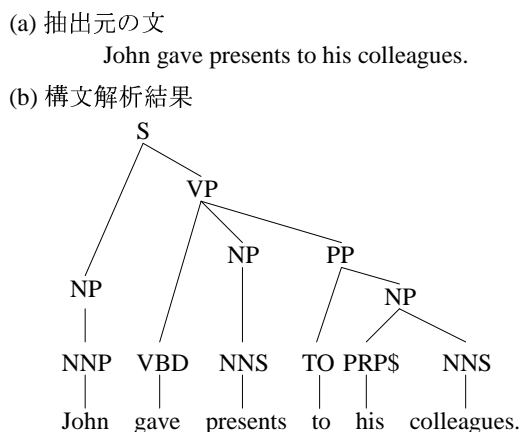 (a) 抽出元の文
John gave presents to his colleagues.
(b) 構文解析結果
S
VP
NP PP
NP NP
NNP VBD NNS TO PRP$ NNS
John gave presents to his colleagues.